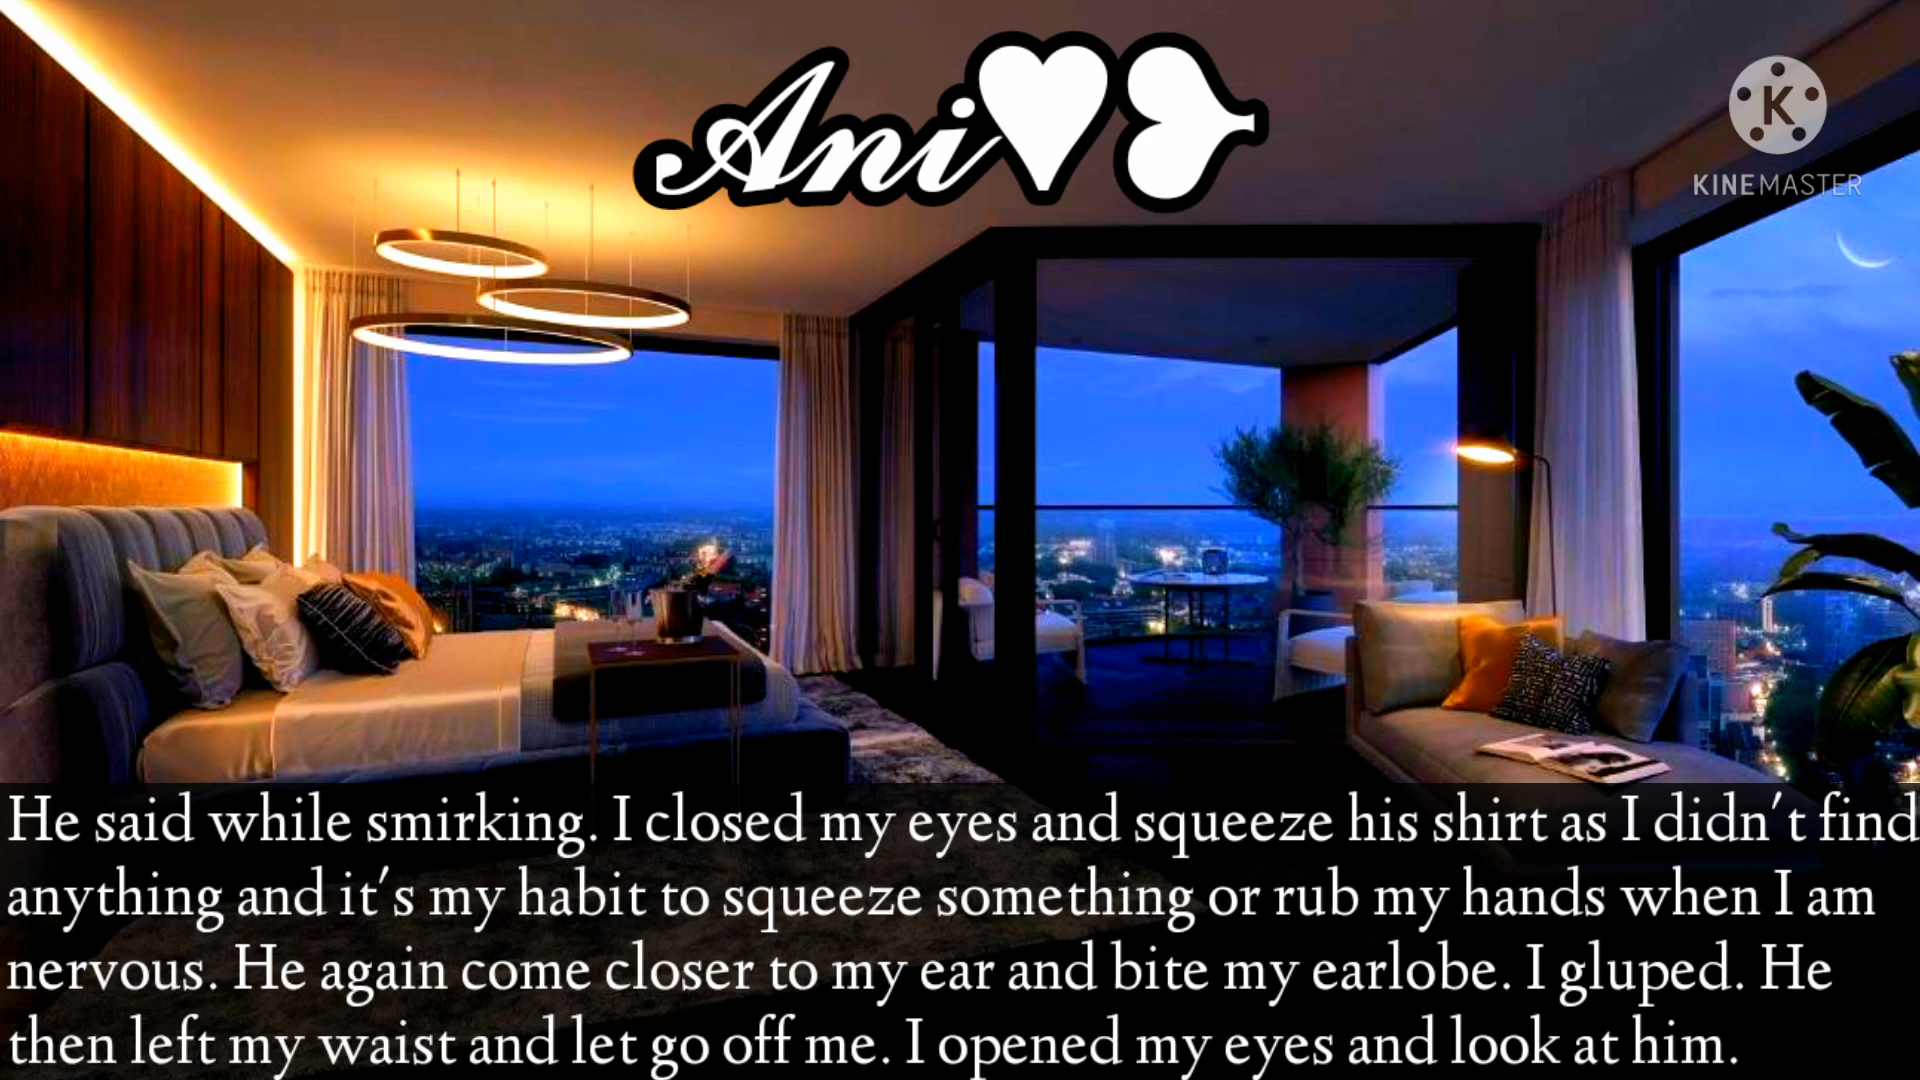 Ani
K
KINEMASTER
He said while smirking. I closed my eyes and squeeze his shirt as I didn't find
anything and it's my habit to squeeze something or rub my hands when I am
nervous. He again come closer to my ear and bite my earlobe. I gluped. He
then left my waist and let go off me. I opened my eyes and look at him.